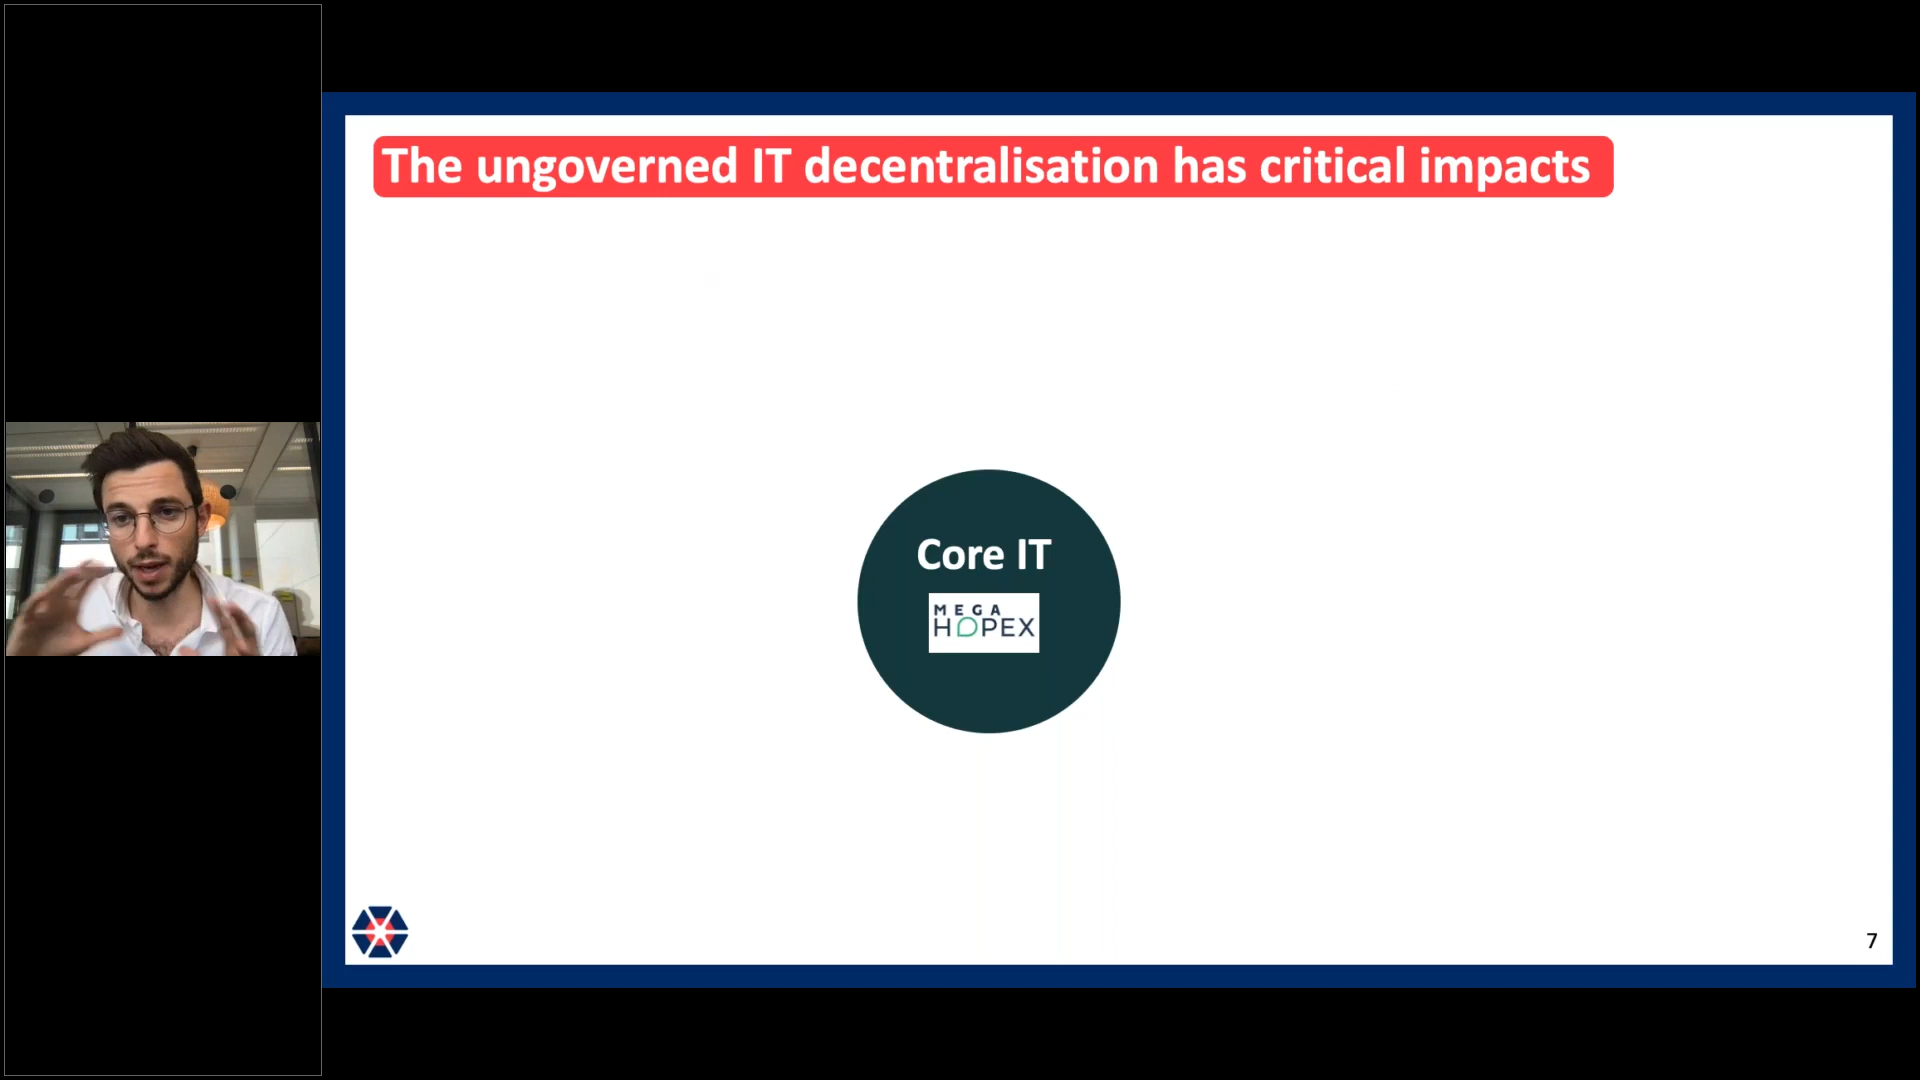 The ungoverned IT decentralisation has critical impacts
Core IT
MEGA
HOPEX
7